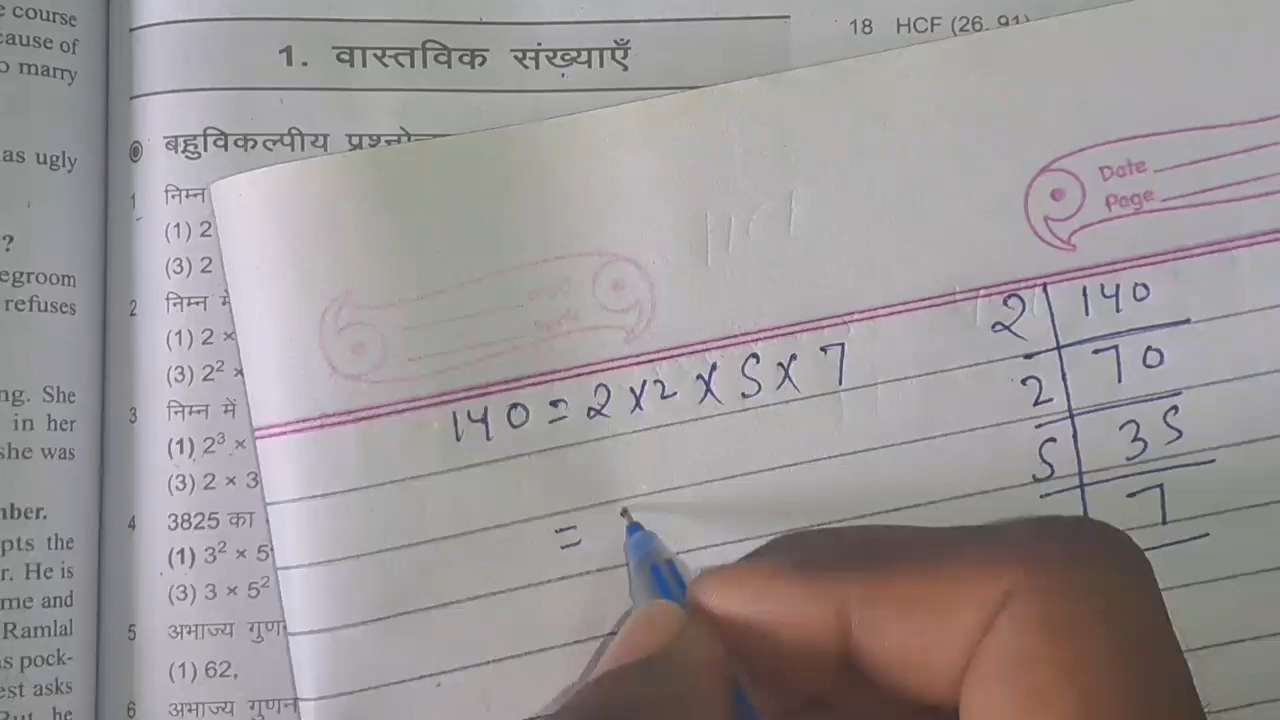 e course
cause of
o marry
as ugly
?
egroom
refuses
ng. She
in her
she was
mber.
pts the
r. He is
me and
Ramlal
s pock-
est asks
18 HCF (26, 91)
1. वास्तविक संख्याएँ
बहुविकल्पीय
1 निम्न
(1) 2
(3) 2
2 निम्न
(1) 2 ×
(3) 2² ×
3 निम्न में
(1) 2³ ×
(3) 2 × 3
4 3825 का
(1) 3² × 5
(3) 3 × 5²
5 अभाज्य
(1) 62,
6 अभाज्य
Date
Page
140 = 2 × 2 × 5 × 7
=
2 140
2 70
5 35
7